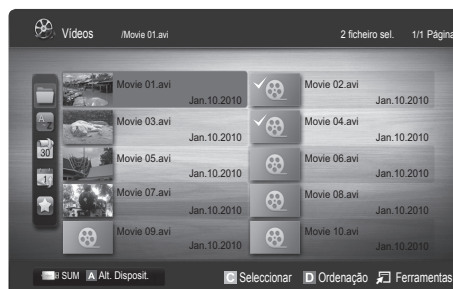 Vídeos /Movie 01.avi 2 ficheiro sel. 1/1 Página
Movie 01.avi Movie 02.avi
Jan.10.2010 Jan.10.2010
Movie 03.avi Movie 04.avi
Jan.10.2010 Jan.10.2010
Movie 05.avi Movie 06.avi
Jan.10.2010 Jan.10.2010
Movie 07.avi Movie 08.avi
Jan.10.2010 Jan.10.2010
Movie 09.avi Movie 10.avi
Jan.10.2010 Jan.10.2010
A Z
30
1
SUM A Alt. Disposit. C Seleccionar D Ordenação Ferramentas